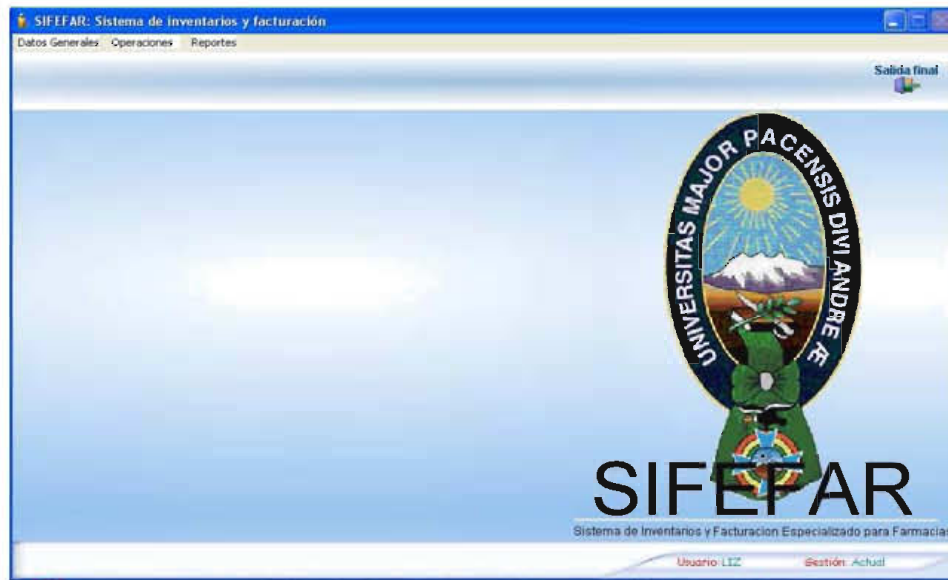 SIFEFAR: Sistema de inventarios y facturación
Datos Generales Operaciones Reportes
Salida final
UNIVERSITAS MAJOR PACENSIS DIVI ANDRE Æ
SIFEFAR
Sistema de Inventarios y Facturacion Especializado para Farmacias
Usuario: LIZ Gestión: Actual